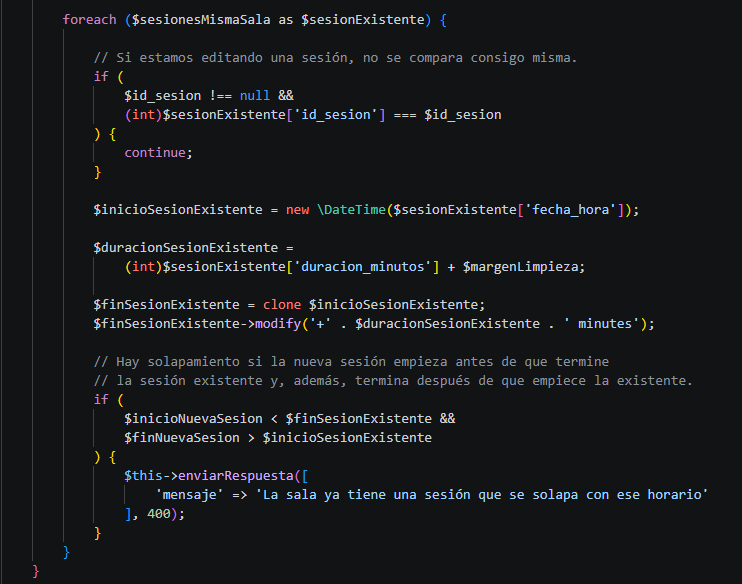 foreach ($sesionesMismaSala as $sesionExistente) {
// Si estamos editando una sesión, no se compara consigo misma.
if (
$id_sesion !== null &&
(int)$sesionExistente['id_sesion'] === $id_sesion
) {
continue;
}
$inicioSesionExistente = new \DateTime($sesionExistente['fecha_hora']);
$duracionSesionExistente =
(int)$sesionExistente['duracion_minutos'] + $margenLimpieza;
$finSesionExistente = clone $inicioSesionExistente;
$finSesionExistente->modify('+' . $duracionSesionExistente . ' minutes');
// Hay solapamiento si la nueva sesión empieza antes de que termine
// la sesión existente y, además, termina después de que empiece la existente.
if (
$inicioNuevaSesion < $finSesionExistente &&
$finNuevaSesion > $inicioSesionExistente
) {
$this->enviarRespuesta([
'mensaje' => 'La sala ya tiene una sesión que se solapa con ese horario'
], 400);
}
}
}